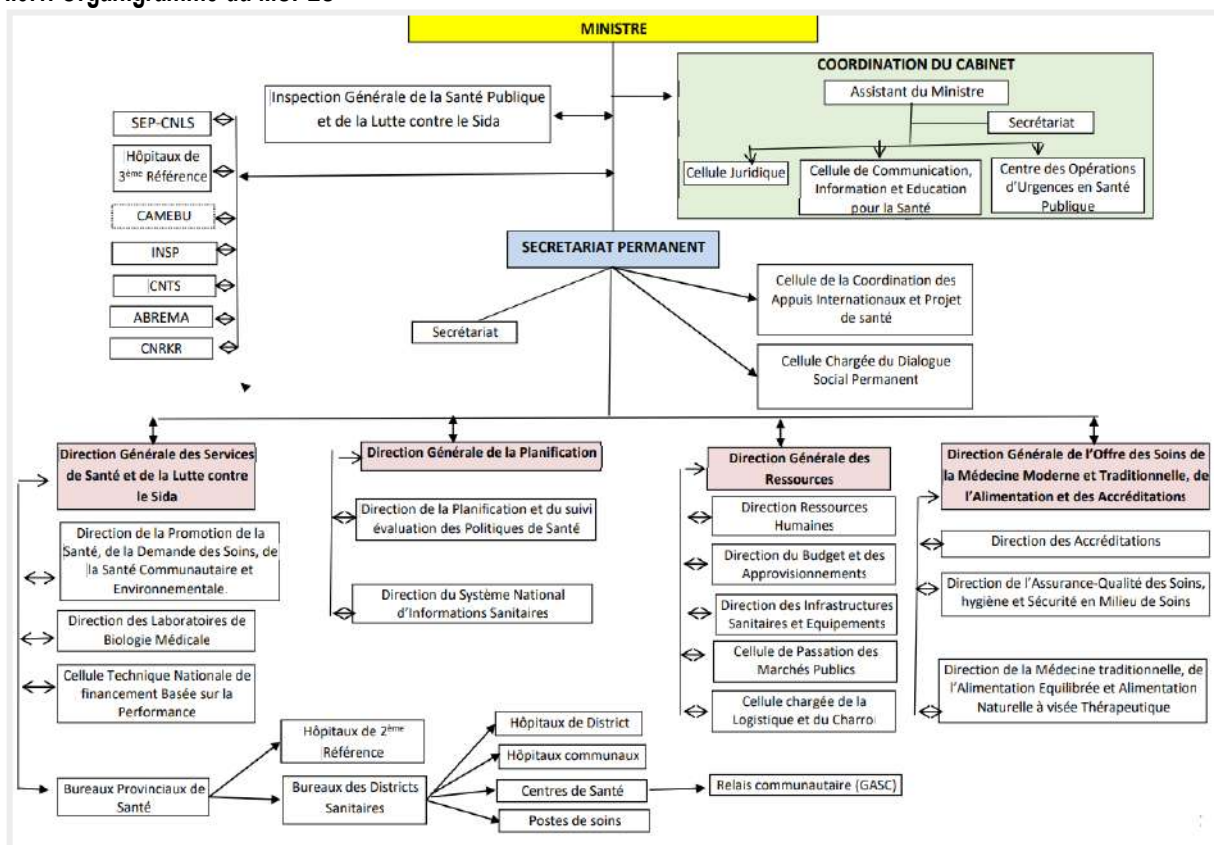 MINISTRE
COORDINATION DU CABINET
Assistant du Ministre
Secrétariat
Cellule Juridique
Cellule de Communication,
Information et Education
pour la Santé
Centre des Opérations
d'Urgences en Santé
Publique
Inspection Générale de la Santé Publique
et de la Lutte contre le Sida
SEP-CNLS
Hôpitaux de
3ème Référence
CAMEBU
INSP
CNTS
ABREMA
CNRKR
SECRETARIAT PERMANENT
Secrétariat
Cellule de la Coordination des
Appuis Internationaux et Projet
de santé
Cellule Chargée du Dialogue
Social Permanent
Direction Générale des Services
de Santé et de la Lutte contre
le Sida
Direction de la Promotion de la
Santé, de la Demande des Soins, de
la Santé Communautaire et
Environnementale.
Direction des Laboratoires de
Biologie Médicale
Cellule Technique Nationale de
financement Basée sur la
Performance
Bureaux Provinciaux de
Santé
Hôpitaux de 2ème
Référence
Bureaux des Districts
Sanitaires
Hôpitaux de District
Hôpitaux communaux
Centres de Santé
Postes de soins
Relais communautaire (GASC)
Direction Générale de la Planification
Direction de la Planification et du suivi
évaluation des Politiques de Santé
Direction du Système National
d'Informations Sanitaires
Direction Générale des
Ressources
Direction Ressources
Humaines
Direction du Budget et des
Approvisionnements
Direction des Infrastructures
Sanitaires et Equipements
Cellule de Passation des
Marchés Publics
Cellule chargée de la
Logistique et du Charroi
Direction Générale de l'Offre des Soins de
la Médecine Moderne et Traditionnelle, de
l'Alimentation et des Accréditations
Direction des Accréditations
Direction de l'Assurance-Qualité des Soins,
hygiène et Sécurité en Milieu de Soins
Direction de la Médecine traditionnelle, de
l'Alimentation Equilibrée et Alimentation
Naturelle à visée Thérapeutique